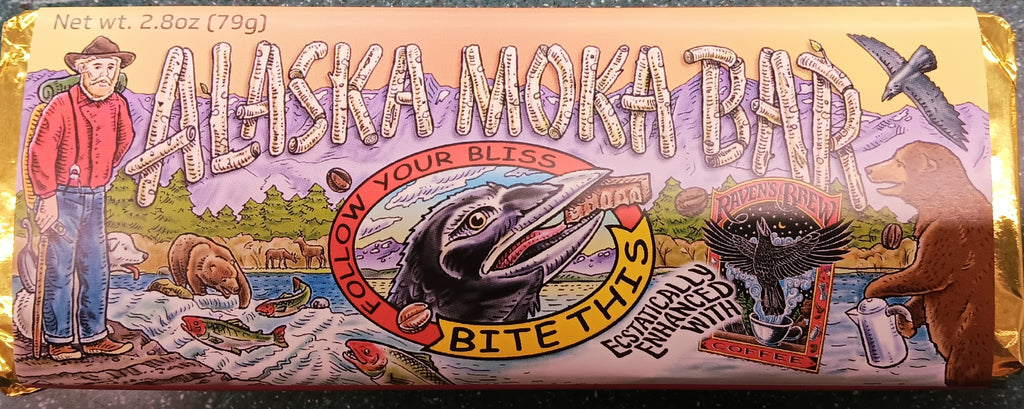 Net wt. 2.8oz (79g)
ALASKA MOKA BAR
FOLLOW YOUR BLISS
BITE THIS
ECSTATICALLY
ENHANCED
WITH
RAVENS BREW
COFFEE